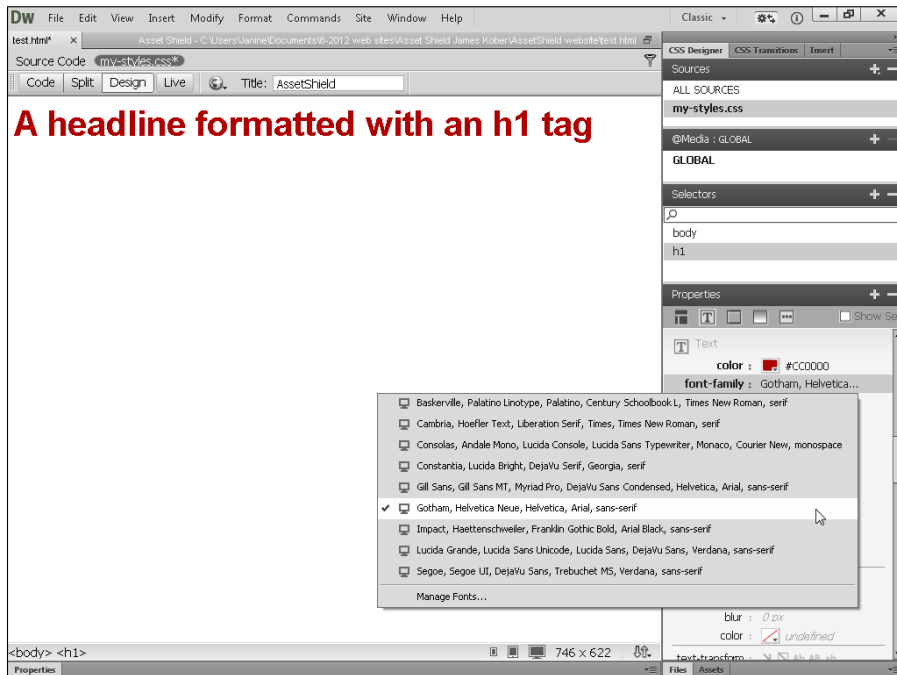 DW File Edit View Insert Modify Format Commands Site Window Help Classic
test.html* × Asset Shield - C:\Users\Janine\Documents\8-2012 web sites\Asset Shield James Kober\AssetShield website\test.html
Source Code my-styles.css*
Code Split Design Live Title: AssetShield
A headline formatted with an h1 tag
CSS Designer CSS Transitions Insert
Sources
ALL SOURCES
my-styles.css
@Media : GLOBAL
GLOBAL
Selectors
body
h1
Properties
Show Se
T Text
color : #CC0000
font-family : Gotham, Helvetica...
Baskerville, Palatino Linotype, Palatino, Century Schoolbook L, Times New Roman, serif
Cambria, Hoefler Text, Liberation Serif, Times, Times New Roman, serif
Consolas, Andale Mono, Lucida Console, Lucida Sans Typewriter, Monaco, Courier New, monospace
Constantia, Lucida Bright, DejaVu Serif, Georgia, serif
Gill Sans, Gill Sans MT, Myriad Pro, DejaVu Sans Condensed, Helvetica, Arial, sans-serif
Gotham, Helvetica Neue, Helvetica, Arial, sans-serif
Impact, Haettenschweiler, Franklin Gothic Bold, Arial Black, sans-serif
Lucida Grande, Lucida Sans Unicode, Lucida Sans, DejaVu Sans, Verdana, sans-serif
Segoe, Segoe UI, DejaVu Sans, Trebuchet MS, Verdana, sans-serif
Manage Fonts...
blur : 0 px
color : undefined
text-transform : Ab AB ab
<body> <h1> 746 x 622
Properties
Files Assets